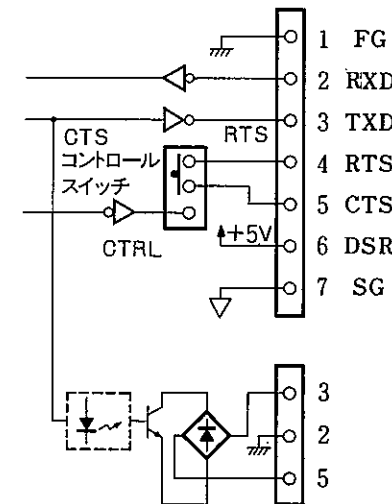 1 FG
2 RXD
3 TXD
CTS
コントロール
スイッチ
RTS
4 RTS
5 CTS
CTRL
+5V
6 DSR
7 SG
3
2
5